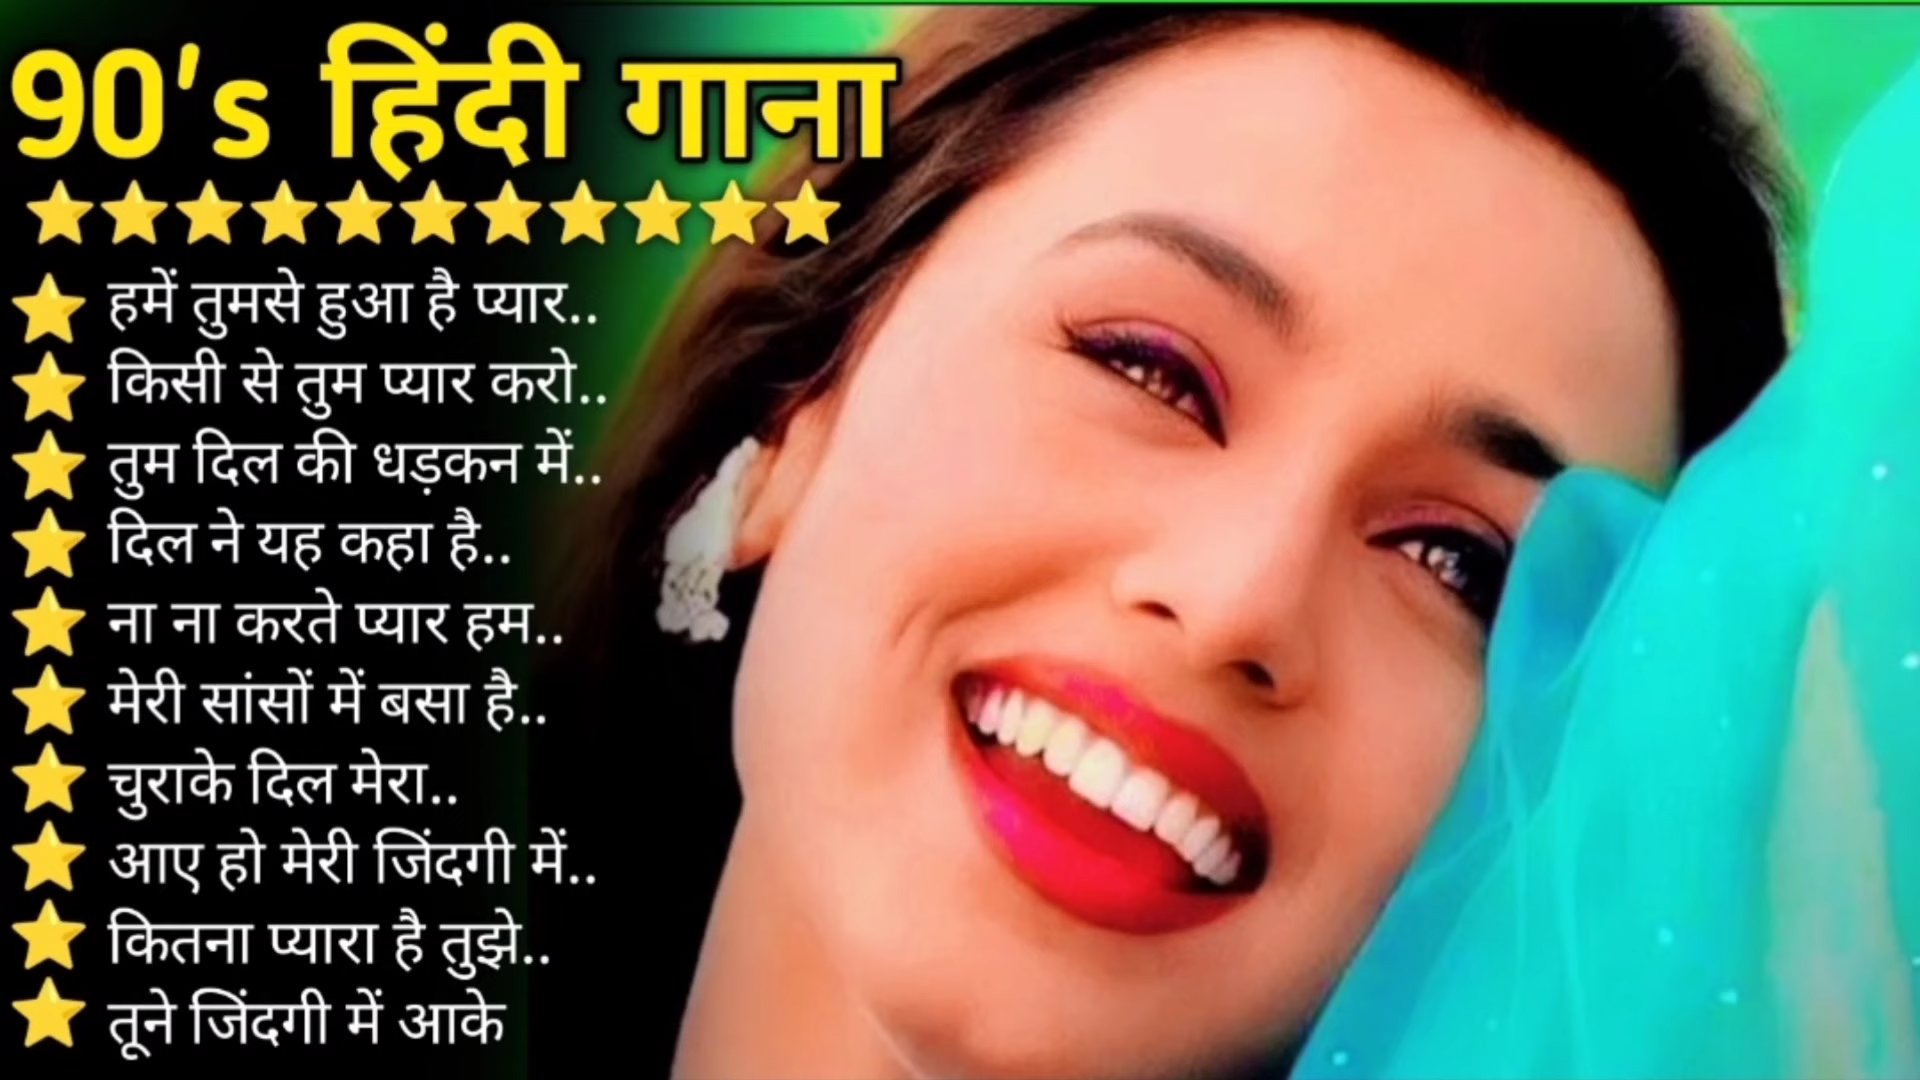 90's हिंदी गाना
हमें तुमसे हुआ है प्यार..
किसी से तुम प्यार करो..
तुम दिल की धड़कन में..
दिल ने यह कहा है..
ना ना करते प्यार हम..
मेरी सांसों में बसा है..
चुराके दिल मेरा..
आए हो मेरी जिंदगी में..
कितना प्यारा है तुझे..
तूने जिंदगी में आके